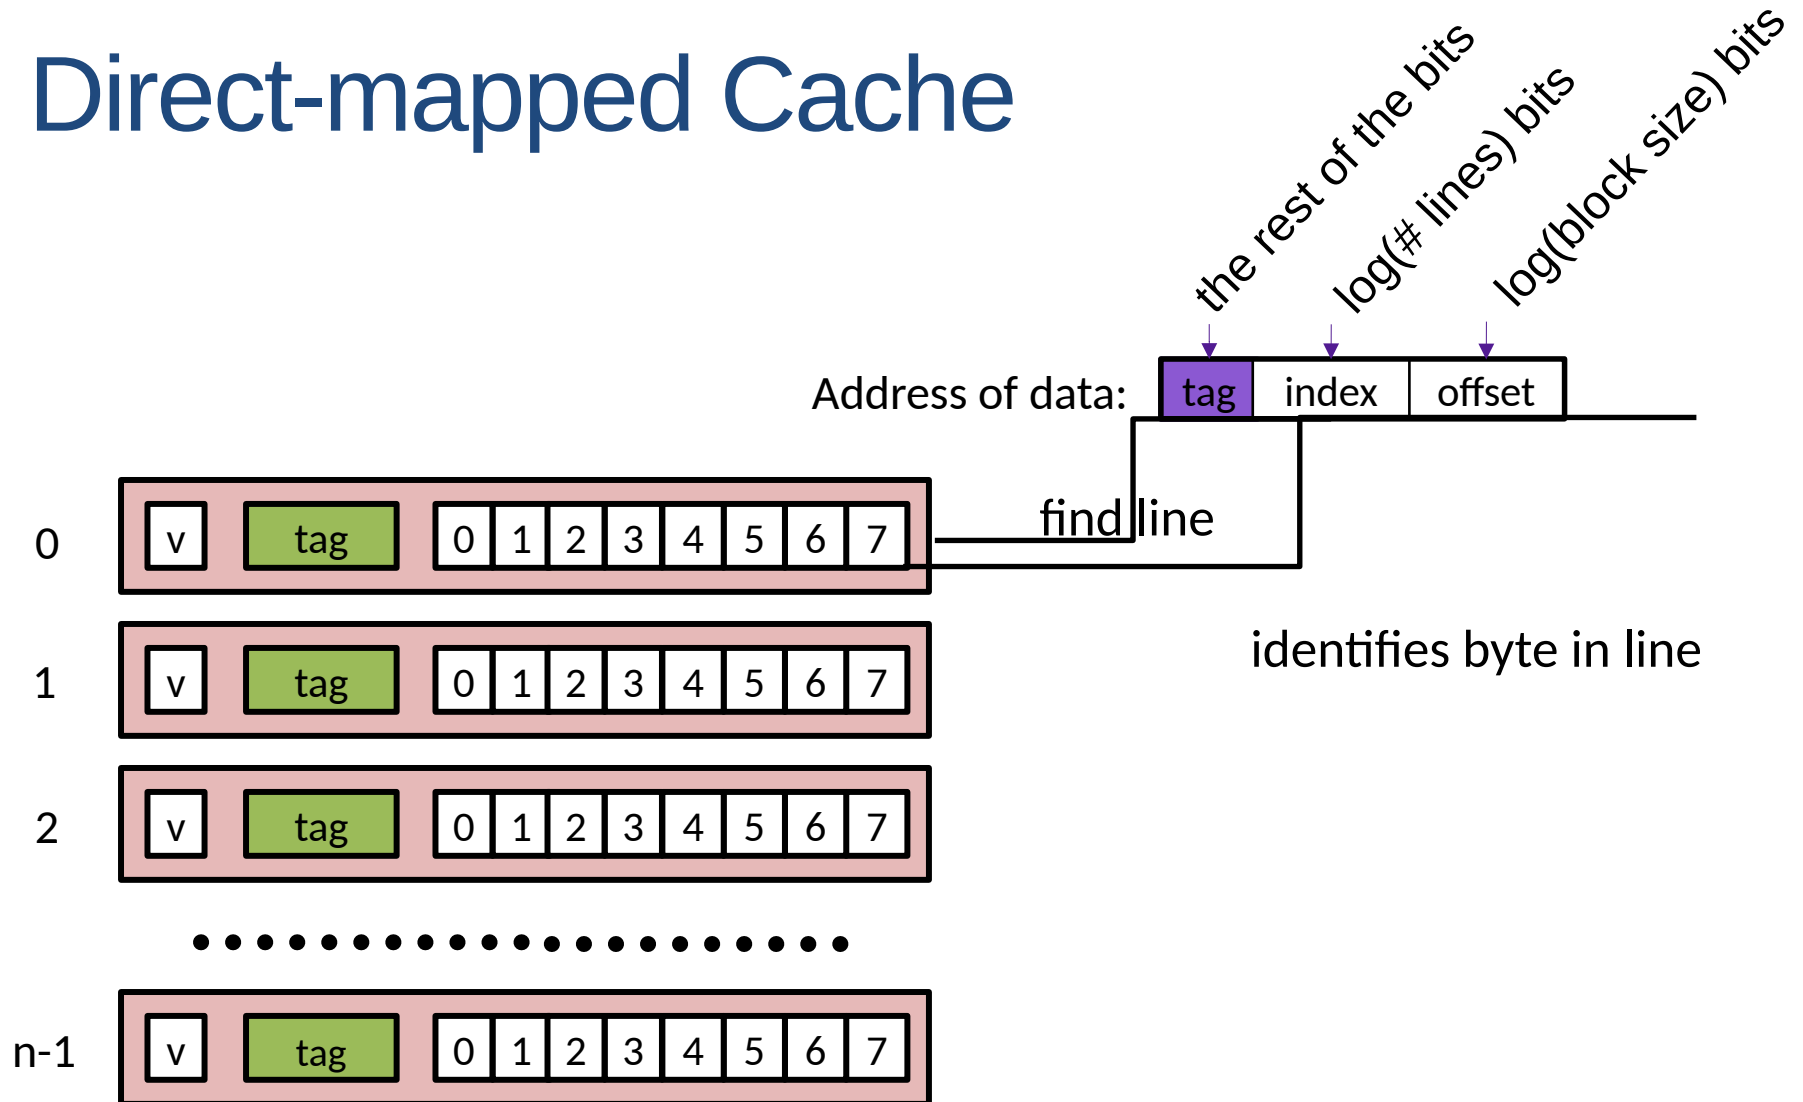 Direct-mapped Cache
the rest of the bits
log(# lines) bits
log(block size) bits
Address of data:
tag index offset
find line
0 v tag 0 1 2 3 4 5 6 7
identifies byte in line
1 v tag 0 1 2 3 4 5 6 7
2 v tag 0 1 2 3 4 5 6 7
n-1 v tag 0 1 2 3 4 5 6 7